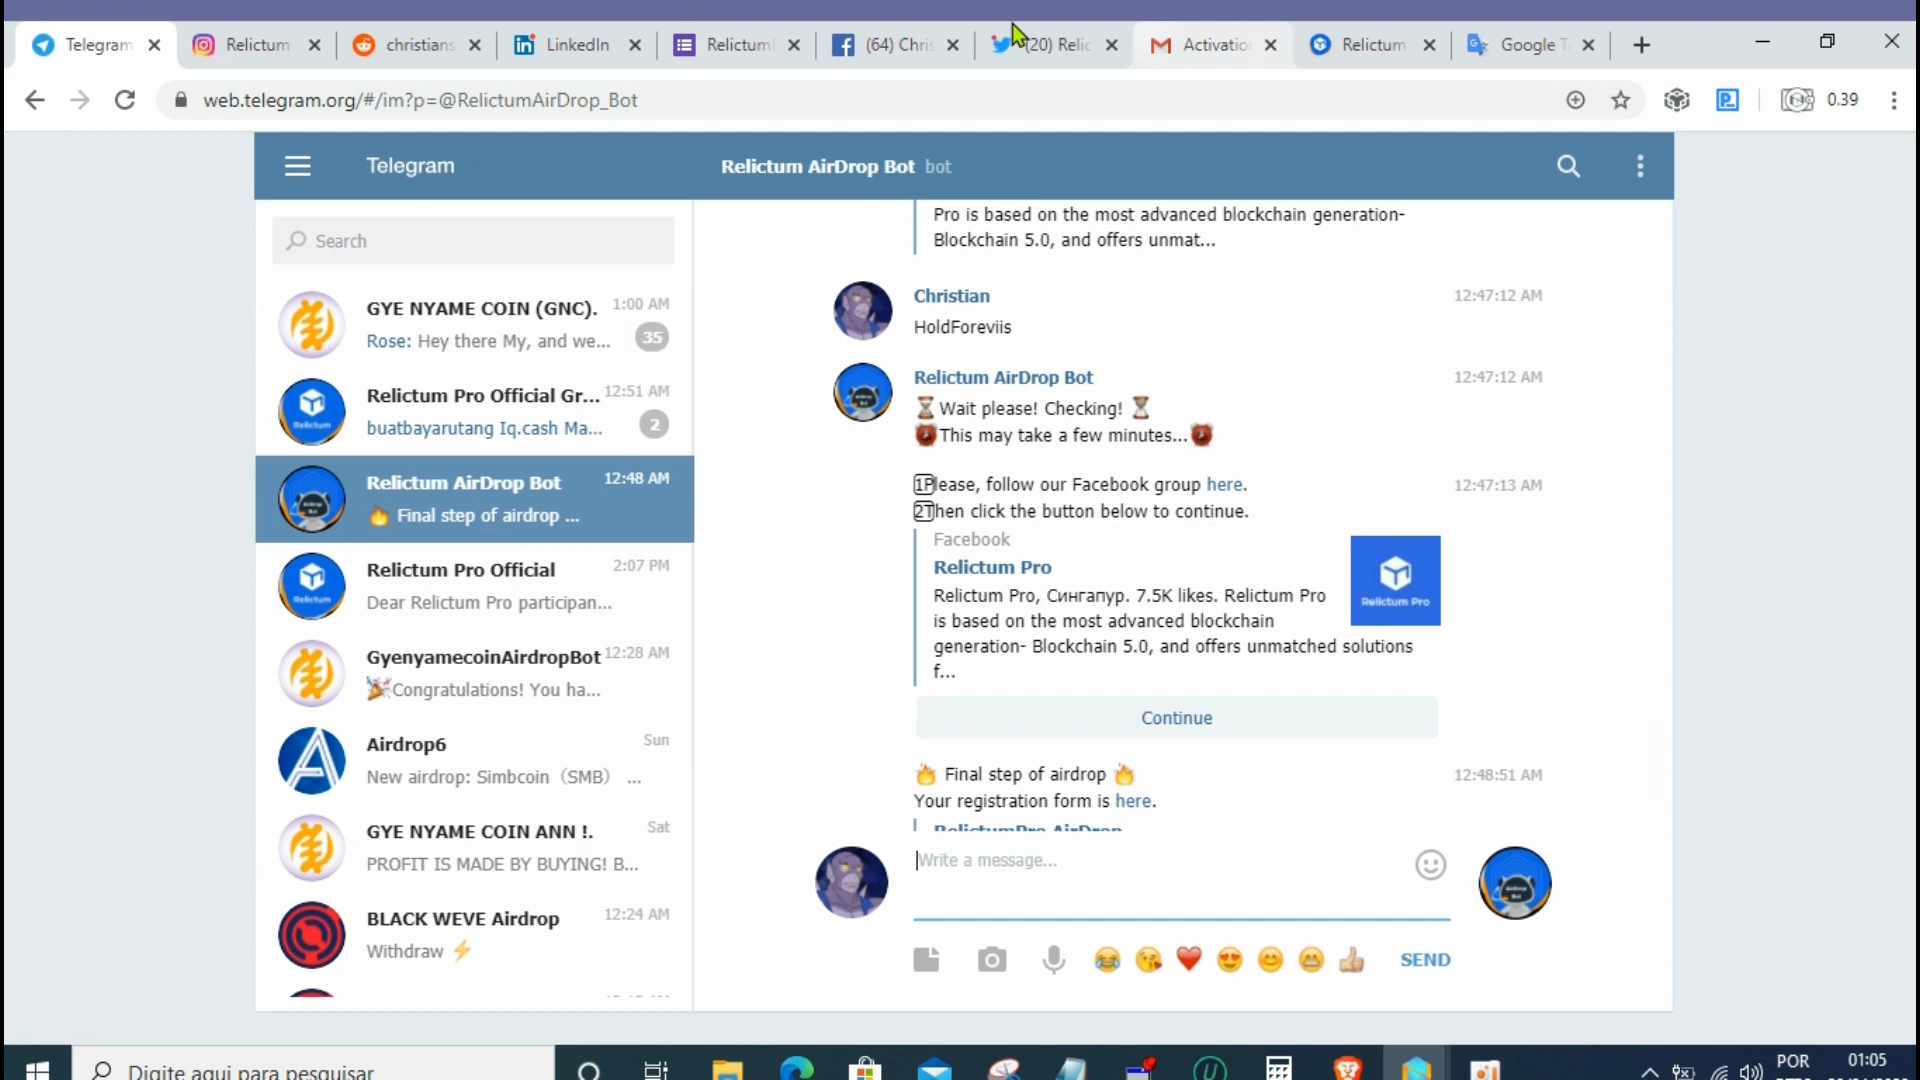 Telegram
Relictum
christians
LinkedIn
Relictum
(64) Chris
(20) Relic
Activatio
Relictum
Google T
web.telegram.org/#/im?p=@RelictumAirDrop_Bot
0.39
Telegram
Relictum AirDrop Bot bot
Search
GYE NYAME COIN (GNC). 1:00 AM
Rose: Hey there My, and we... 35
Relictum Pro Official Gr... 12:51 AM
buatbayarutang Iq.cash Ma... 2
Relictum AirDrop Bot 12:48 AM
🔥 Final step of airdrop ...
Relictum Pro Official 2:07 PM
Dear Relictum Pro participan...
GyenyamecoinAirdropBot 12:28 AM
🎉Congratulations! You ha...
Airdrop6 Sun
New airdrop: Simbcoin（SMB） ...
GYE NYAME COIN ANN !. Sat
PROFIT IS MADE BY BUYING! B...
BLACK WEVE Airdrop 12:24 AM
Withdraw ⚡
Pro is based on the most advanced blockchain generation-
Blockchain 5.0, and offers unmat...
Christian 12:47:12 AM
HoldForeviis
Relictum AirDrop Bot 12:47:12 AM
⏳Wait please! Checking! ⏳
⏰This may take a few minutes...⏰
1Please, follow our Facebook group here. 12:47:13 AM
2Then click the button below to continue.
Facebook
Relictum Pro
Relictum Pro, Сингапур. 7.5K likes. Relictum Pro
is based on the most advanced blockchain
generation- Blockchain 5.0, and offers unmatched solutions
f...
Relictum Pro
Continue
🔥 Final step of airdrop 🔥 12:48:51 AM
Your registration form is here.
RelictumPro AirDrop
Write a message...
SEND
Digite aqui para pesquisar
POR
01:05